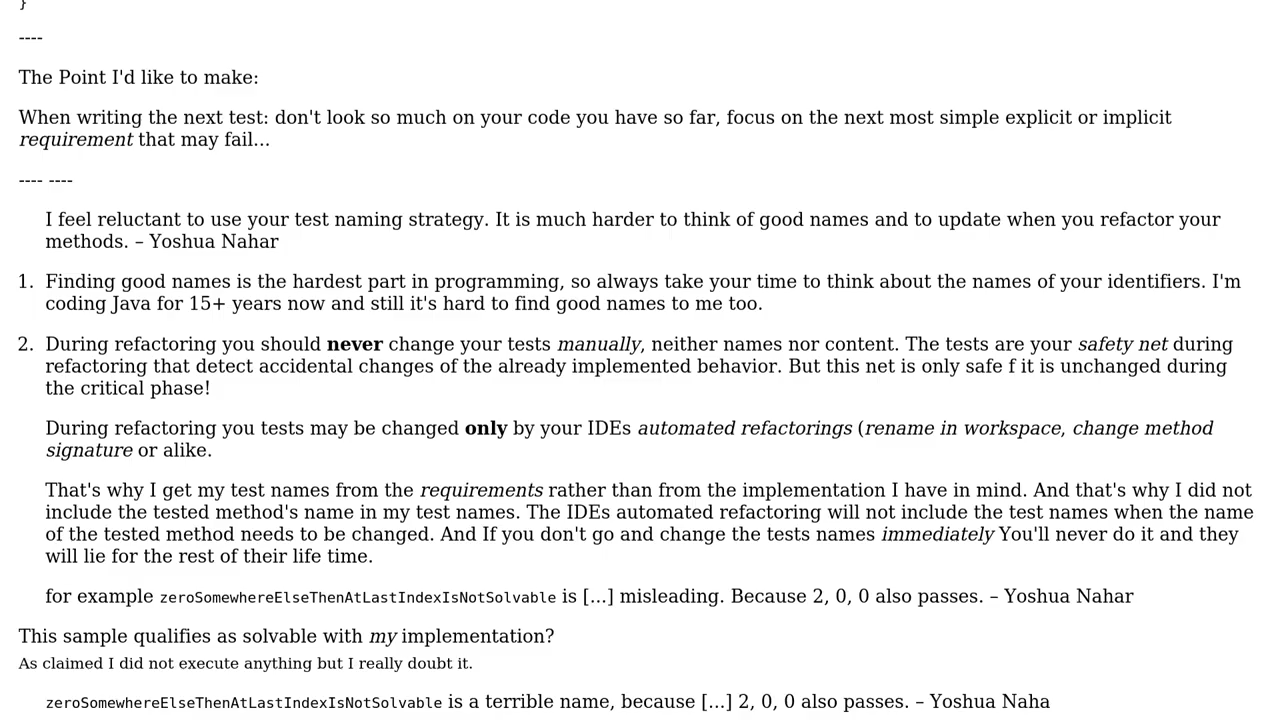 }
----
The Point I'd like to make:
When writing the next test: don't look so much on your code you have so far, focus on the next most simple explicit or implicit
requirement that may fail...
---- ----
I feel reluctant to use your test naming strategy. It is much harder to think of good names and to update when you refactor your
methods. – Yoshua Nahar
1. Finding good names is the hardest part in programming, so always take your time to think about the names of your identifiers. I'm
coding Java for 15+ years now and still it's hard to find good names to me too.
2. During refactoring you should never change your tests manually, neither names nor content. The tests are your safety net during
refactoring that detect accidental changes of the already implemented behavior. But this net is only safe f it is unchanged during
the critical phase!
During refactoring you tests may be changed only by your IDEs automated refactorings (rename in workspace, change method
signature or alike.
That's why I get my test names from the requirements rather than from the implementation I have in mind. And that's why I did not
include the tested method's name in my test names. The IDEs automated refactoring will not include the test names when the name
of the tested method needs to be changed. And If you don't go and change the tests names immediately You'll never do it and they
will lie for the rest of their life time.
for example zeroSomewhereElseThenAtLastIndexIsNotSolvable is [...] misleading. Because 2, 0, 0 also passes. – Yoshua Nahar
This sample qualifies as solvable with my implementation?
As claimed I did not execute anything but I really doubt it.
zeroSomewhereElseThenAtLastIndexIsNotSolvable is a terrible name, because [...] 2, 0, 0 also passes. – Yoshua Naha